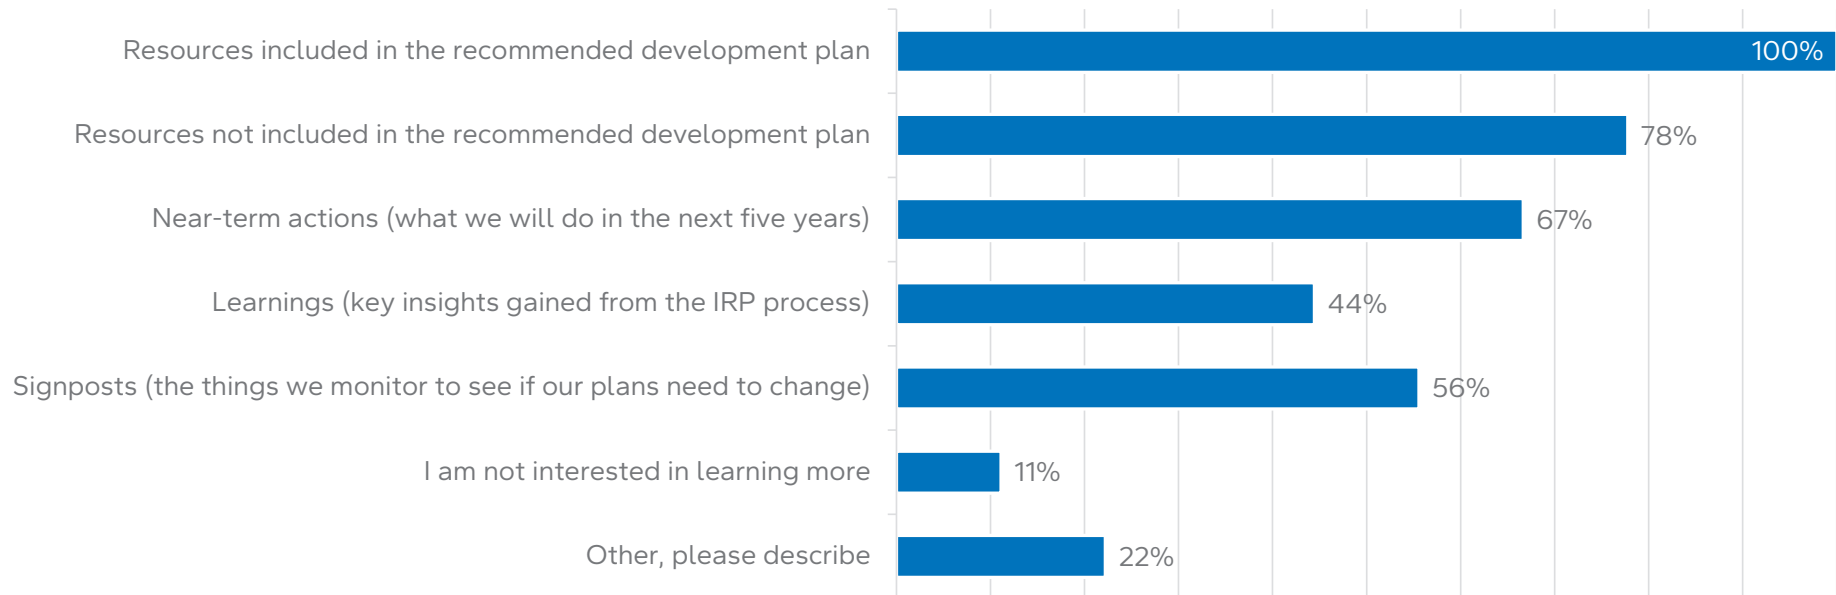 Resources included in the recommended development plan 100%
Resources not included in the recommended development plan 78%
Near-term actions (what we will do in the next five years) 67%
Learnings (key insights gained from the IRP process) 44%
Signposts (the things we monitor to see if our plans need to change) 56%
I am not interested in learning more 11%
Other, please describe 22%